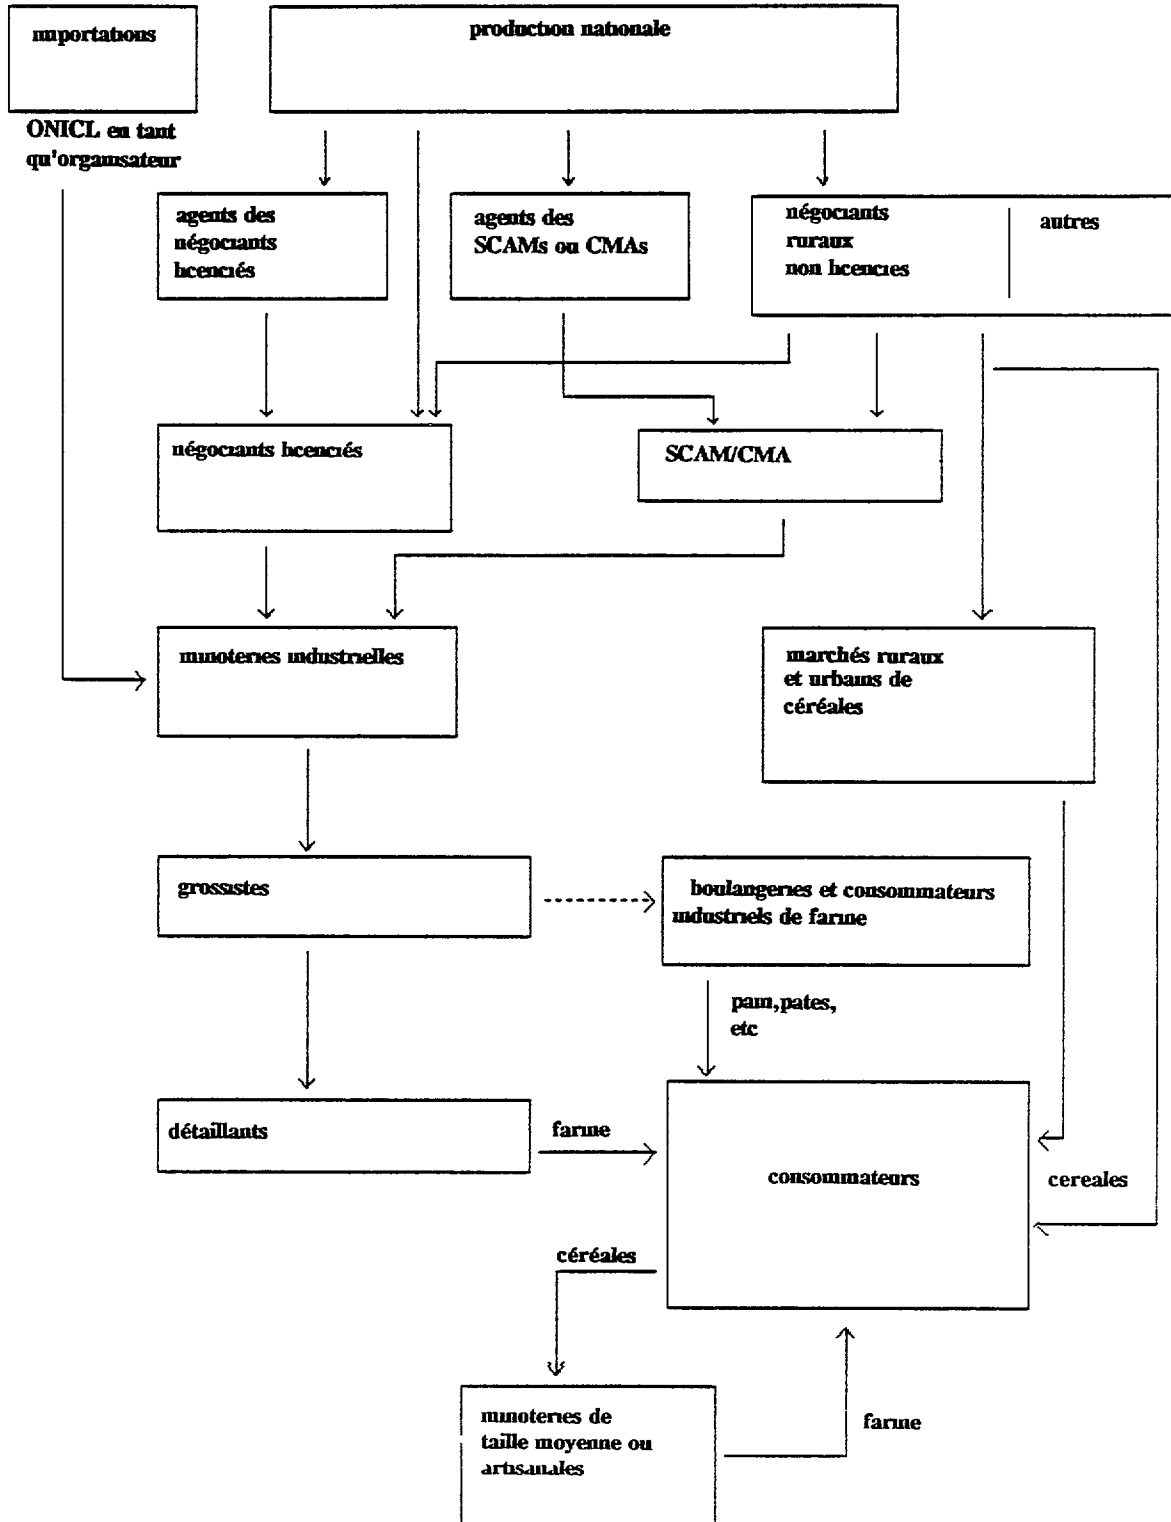 importations
production nationale
ONICL en tant
qu'organisateur
agents des
négociants
licenciés
agents des
SCAMs ou CMAs
négociants
ruraux
non licencies
autres
négociants licenciés
SCAM/CMA
minoteries industrielles
marchés ruraux
et urbains de
céréales
grossistes
boulangeries et consommateurs
industriels de farine
pain,pates,
etc
détaillants
farine
consommateurs
cereales
céréales
minoteries de
taille moyenne ou
artisanales
farine